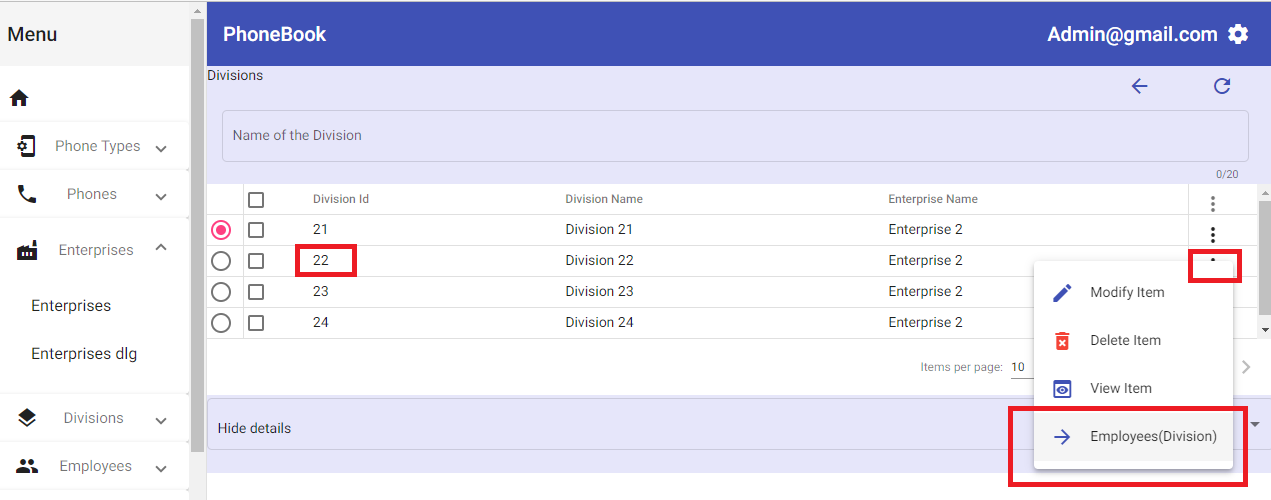 Menu
PhoneBook
Admin@gmail.com
Divisions
Phone Types
Name of the Division
0/20
Phones
Division Id Division Name Enterprise Name
21 Division 21 Enterprise 2
Enterprises
22 Division 22 Enterprise 2
23 Division 23 Enterprise 2
24 Division 24 Enterprise 2
Enterprises
Enterprises dlg
Modify Item
Delete Item
Items per page: 10
View Item
Divisions
Hide details
Employees(Division)
Employees